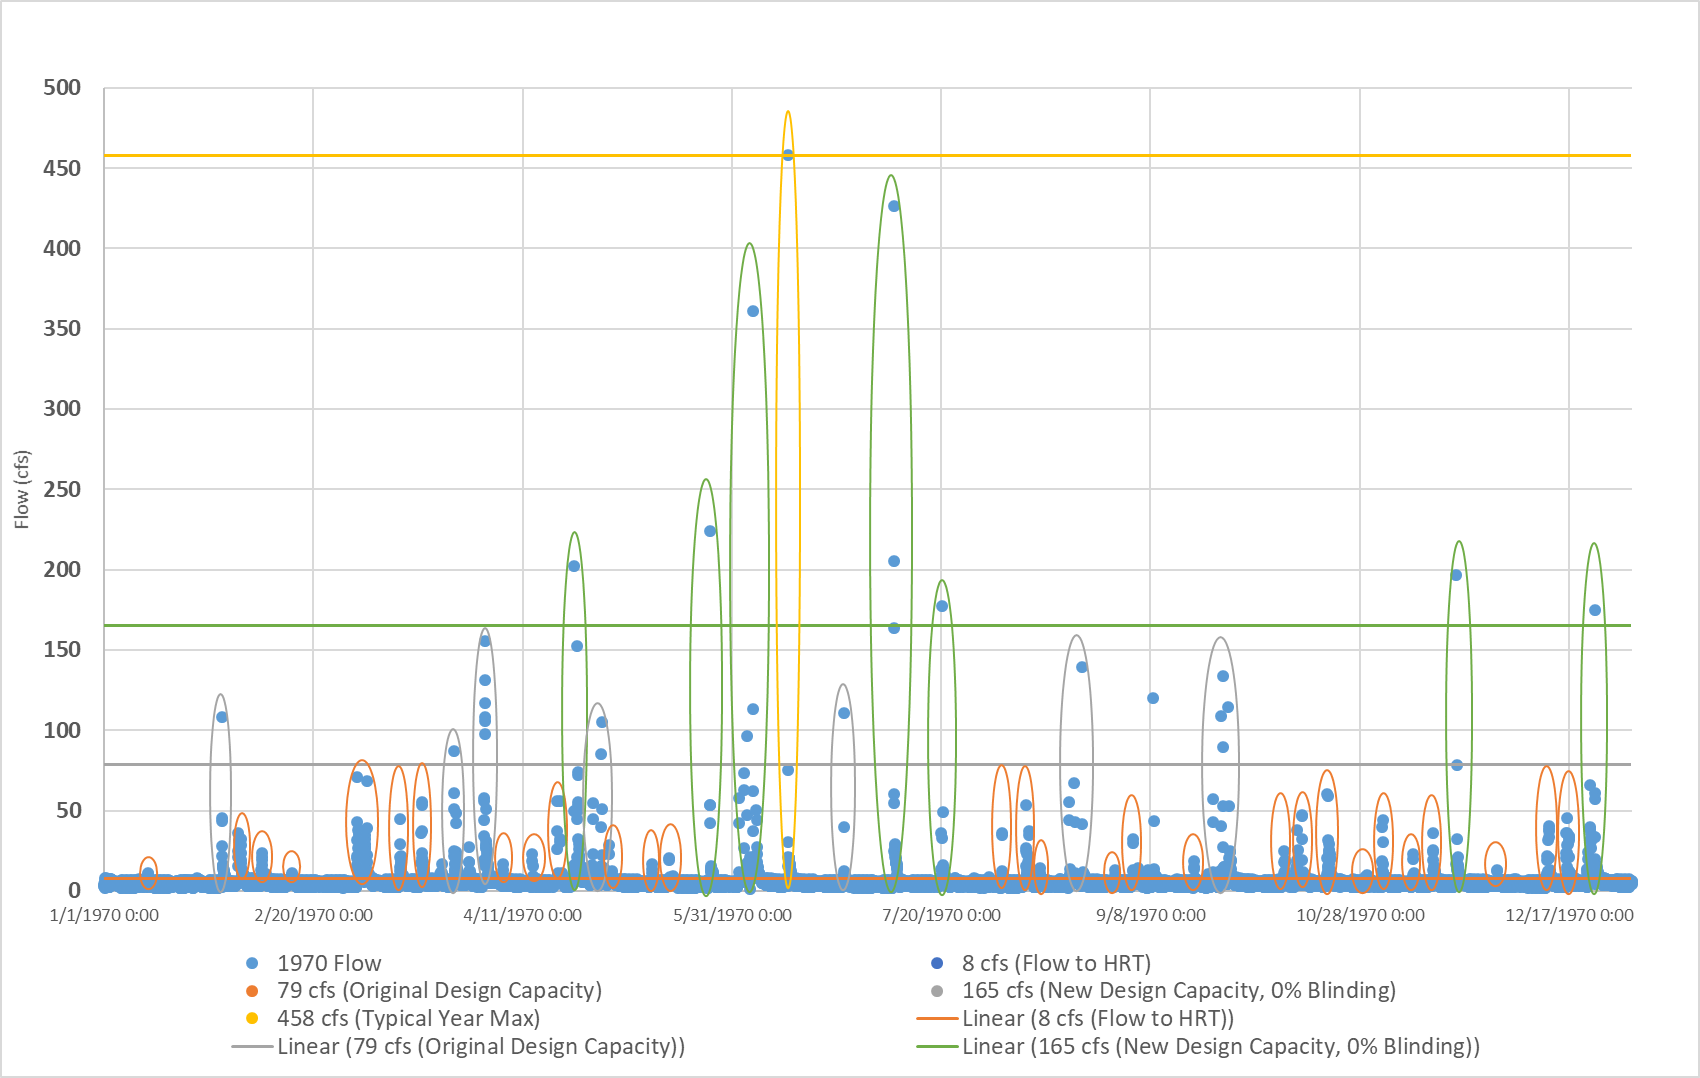 500
450
400
350
300
250
200
150
100
50
0
Flow (cfs)
1/1/1970 0:00 2/20/1970 0:00 4/11/1970 0:00 5/31/1970 0:00 7/20/1970 0:00 9/8/1970 0:00 10/28/1970 0:00 12/17/1970 0:00
1970 Flow 8 cfs (Flow to HRT)
79 cfs (Original Design Capacity) 165 cfs (New Design Capacity, 0% Blinding)
458 cfs (Typical Year Max) Linear (8 cfs (Flow to HRT))
Linear (79 cfs (Original Design Capacity)) Linear (165 cfs (New Design Capacity, 0% Blinding))